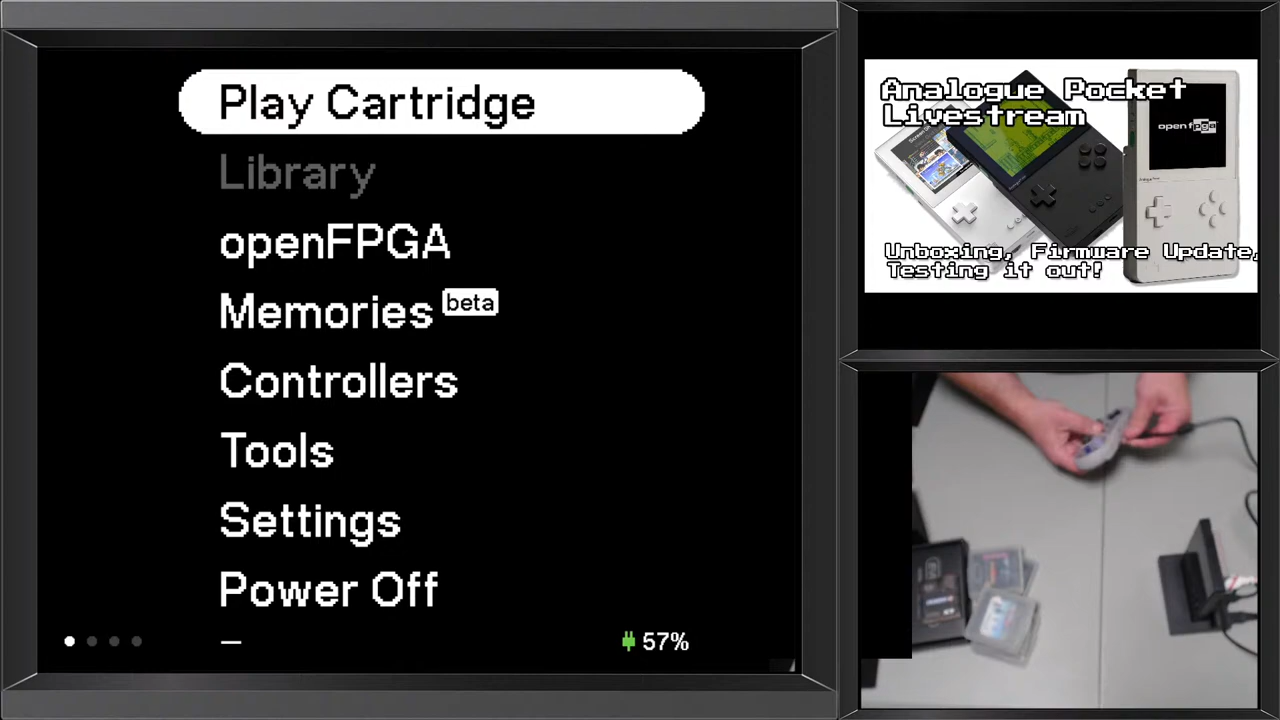 Play Cartridge
Library
openFPGA
Memories beta
Controllers
Tools
Settings
Power Off
57%
Analogue Pocket
Livestream
openfpga
Unboxing, Firmware Update,
Testing it out!